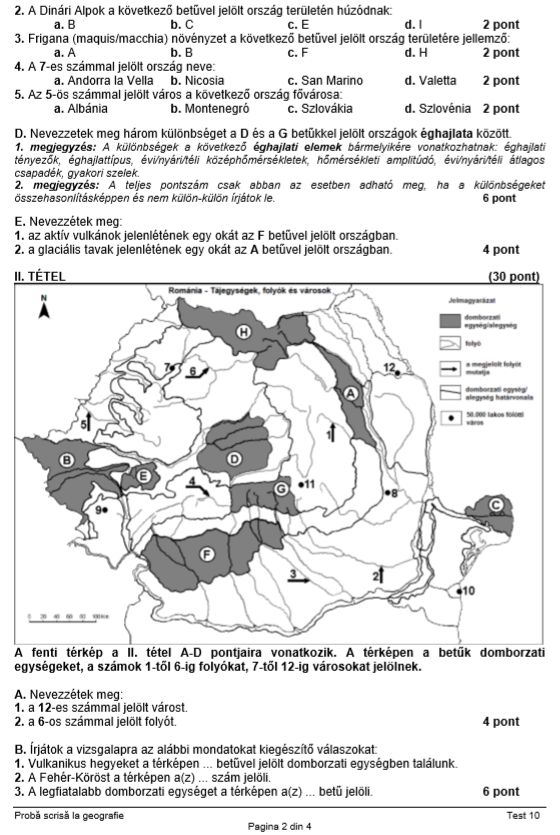 2. A Dinári Alpok a következő betűvel jelölt ország területén húzódnak:
a. B b. C c. E d. I 2 pont
3. Frigana (maquis/macchia) növényzet a következő betűvel jelölt ország területére jellemző:
a. A b. B c. F d. H 2 pont
4. A 7-es számmal jelölt ország neve:
a. Andorra la Vella b. Nicosia c. San Marino d. Valetta 2 pont
5. Az 5-ös számmal jelölt város a következő ország fővárosa:
a. Albánia b. Montenegró c. Szlovákia d. Szlovénia 2 pont
D. Nevezzetek meg három különbséget a D és a G betűkkel jelölt országok éghajlata között.
1. megjegyzés: A különbségek a következő éghajlati elemek bármelyikére vonatkozhatnak: éghajlati
tényezők, éghajlattípus, évi/nyári/téli középhőmérsékletek, hőmérsékleti amplitúdó, évi/nyári/téli átlagos
csapadék, gyakori szelek.
2. megjegyzés: A teljes pontszám csak abban az esetben adható meg, ha a különbségeket
összehasonlításképpen és nem külön-külön írjátok le. 6 pont
E. Nevezzétek meg:
1. az aktív vulkánok jelenlétének egy okát az F betűvel jelölt országban.
2. a glaciális tavak jelenlétének egy okát az A betűvel jelölt országban. 4 pont
II. TÉTEL (30 pont)
Románia - Tájegységek, folyók és városok
N
Jelmagyarázat
domborzati
egység/alegység
folyó
a megjelölt folyót
mutatja
domborzati egység/
alegység határvonala
50.000 lakos fölötti
város
H
7
6
12
A
5
1
B
D
E
4
G
11
8
9
C
F
3
2
10
0 20 40 60 80 100 km
A fenti térkép a II. tétel A-D pontjaira vonatkozik. A térképen a betűk domborzati
egységeket, a számok 1-től 6-ig folyókat, 7-től 12-ig városokat jelölnek.
A. Nevezzétek meg:
1. a 12-es számmal jelölt várost.
2. a 6-os számmal jelölt folyót. 4 pont
B. Írjátok a vizsgalapra az alábbi mondatokat kiegészítő válaszokat:
1. Vulkanikus hegyeket a térképen ... betűvel jelölt domborzati egységben találunk.
2. A Fehér-Köröst a térképen a(z) ... szám jelöli.
3. A legfiatalabb domborzati egységet a térképen a(z) ... betű jelöli. 6 pont
Probă scrisă la geografie Test 10
Pagina 2 din 4